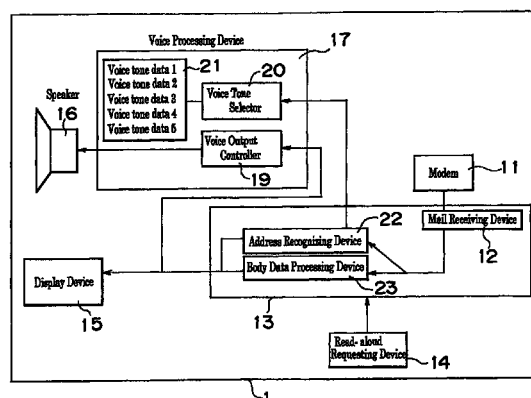 Voice Processing Device
17
Voice tone data 1
Voice tone data 2
Voice tone data 3
Voice tone data 4
Voice tone data 5
21
20
Voice Tone
Selector
Speaker
16
Voice Output
Controller
19
Modem
11
Mail Receiving Device
12
22
Address Recognizing Device
Body Data Processing Device
23
13
Display Device
15
Read-aloud
Requesting Device
14
1